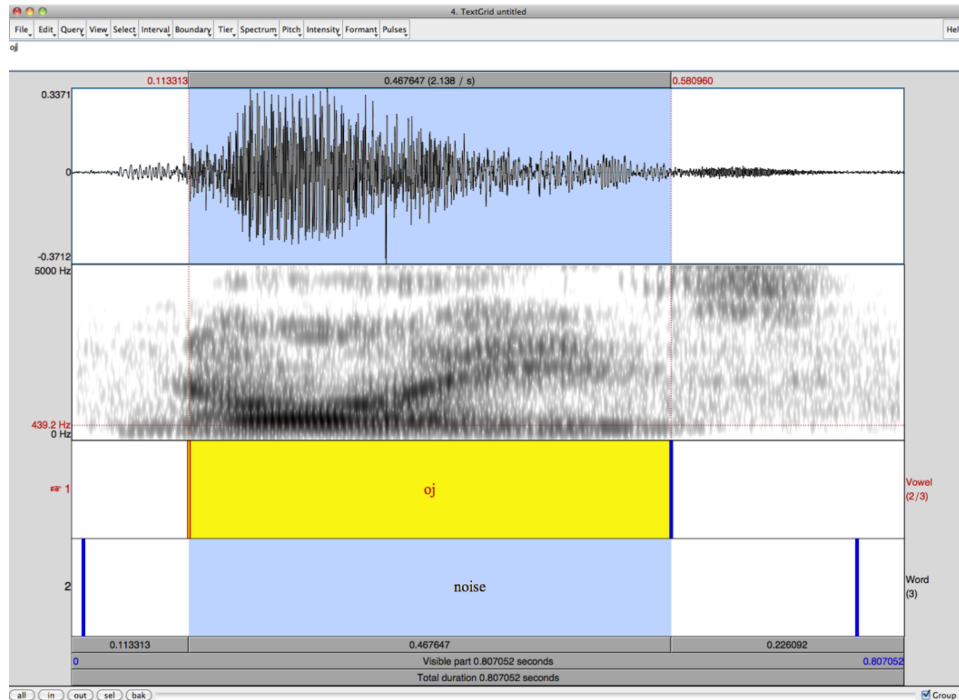 4. TextGrid untitled
File Edit Query View Select Interval Boundary Tier Spectrum Pitch Intensity Formant Pulses Hel
oj
0.113313 0.467647 (2.138 / s) 0.580960
0.3371
0
-0.3712
5000 Hz
439.2 Hz
0 Hz
1 oj Vowel
(2/3)
2 noise Word
(3)
0.113313 0.467647 0.226092
0 Visible part 0.807052 seconds 0.807052
Total duration 0.807052 seconds
all in out sel bak Group